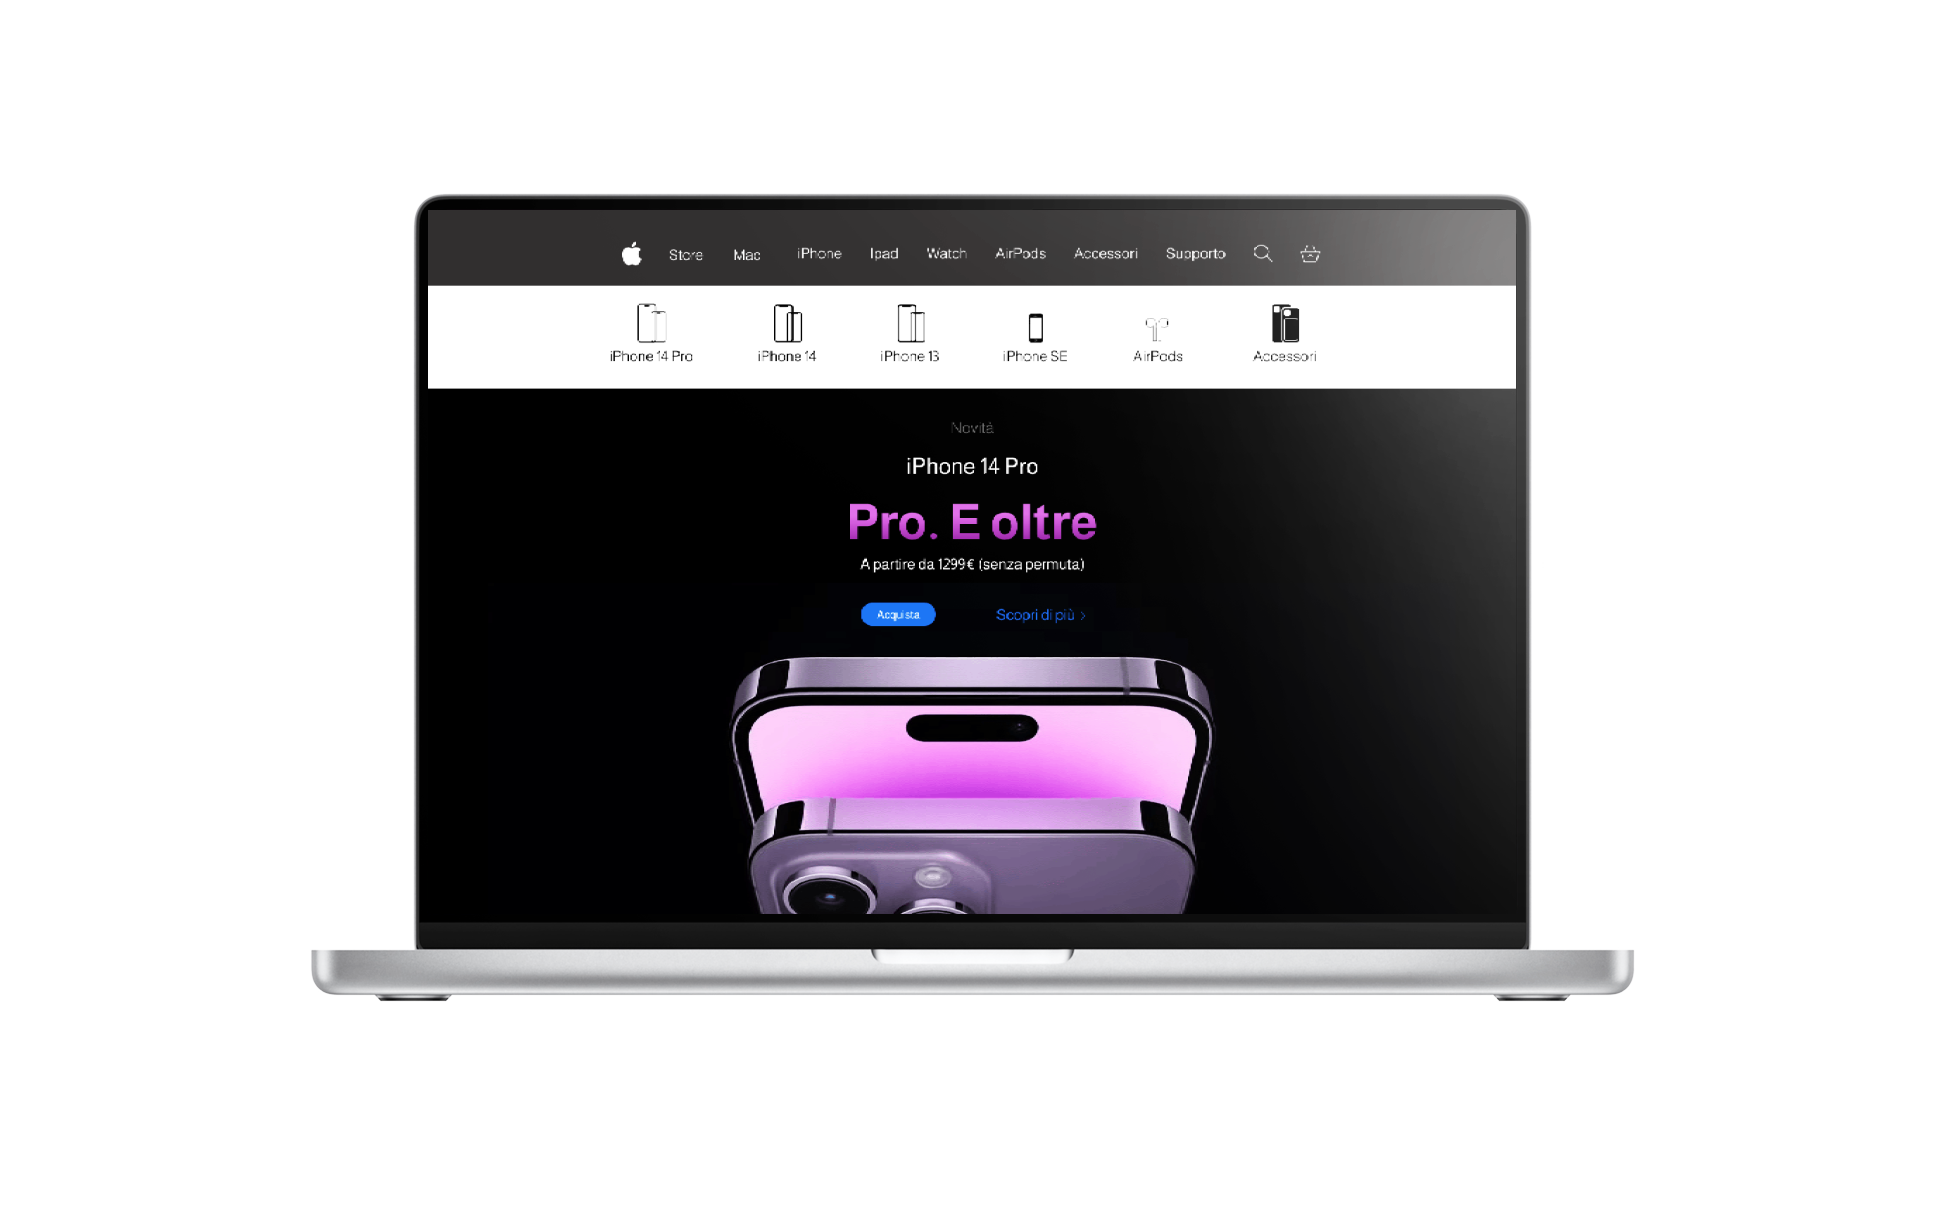 Store Mac iPhone Ipad Watch AirPods Accessori Supporto
iPhone 14 Pro iPhone 14 iPhone 13 iPhone SE AirPods Accessori
Novità
iPhone 14 Pro
Pro. E oltre
A partire da 1299€ (senza permuta)
Acquista Scopri di più >